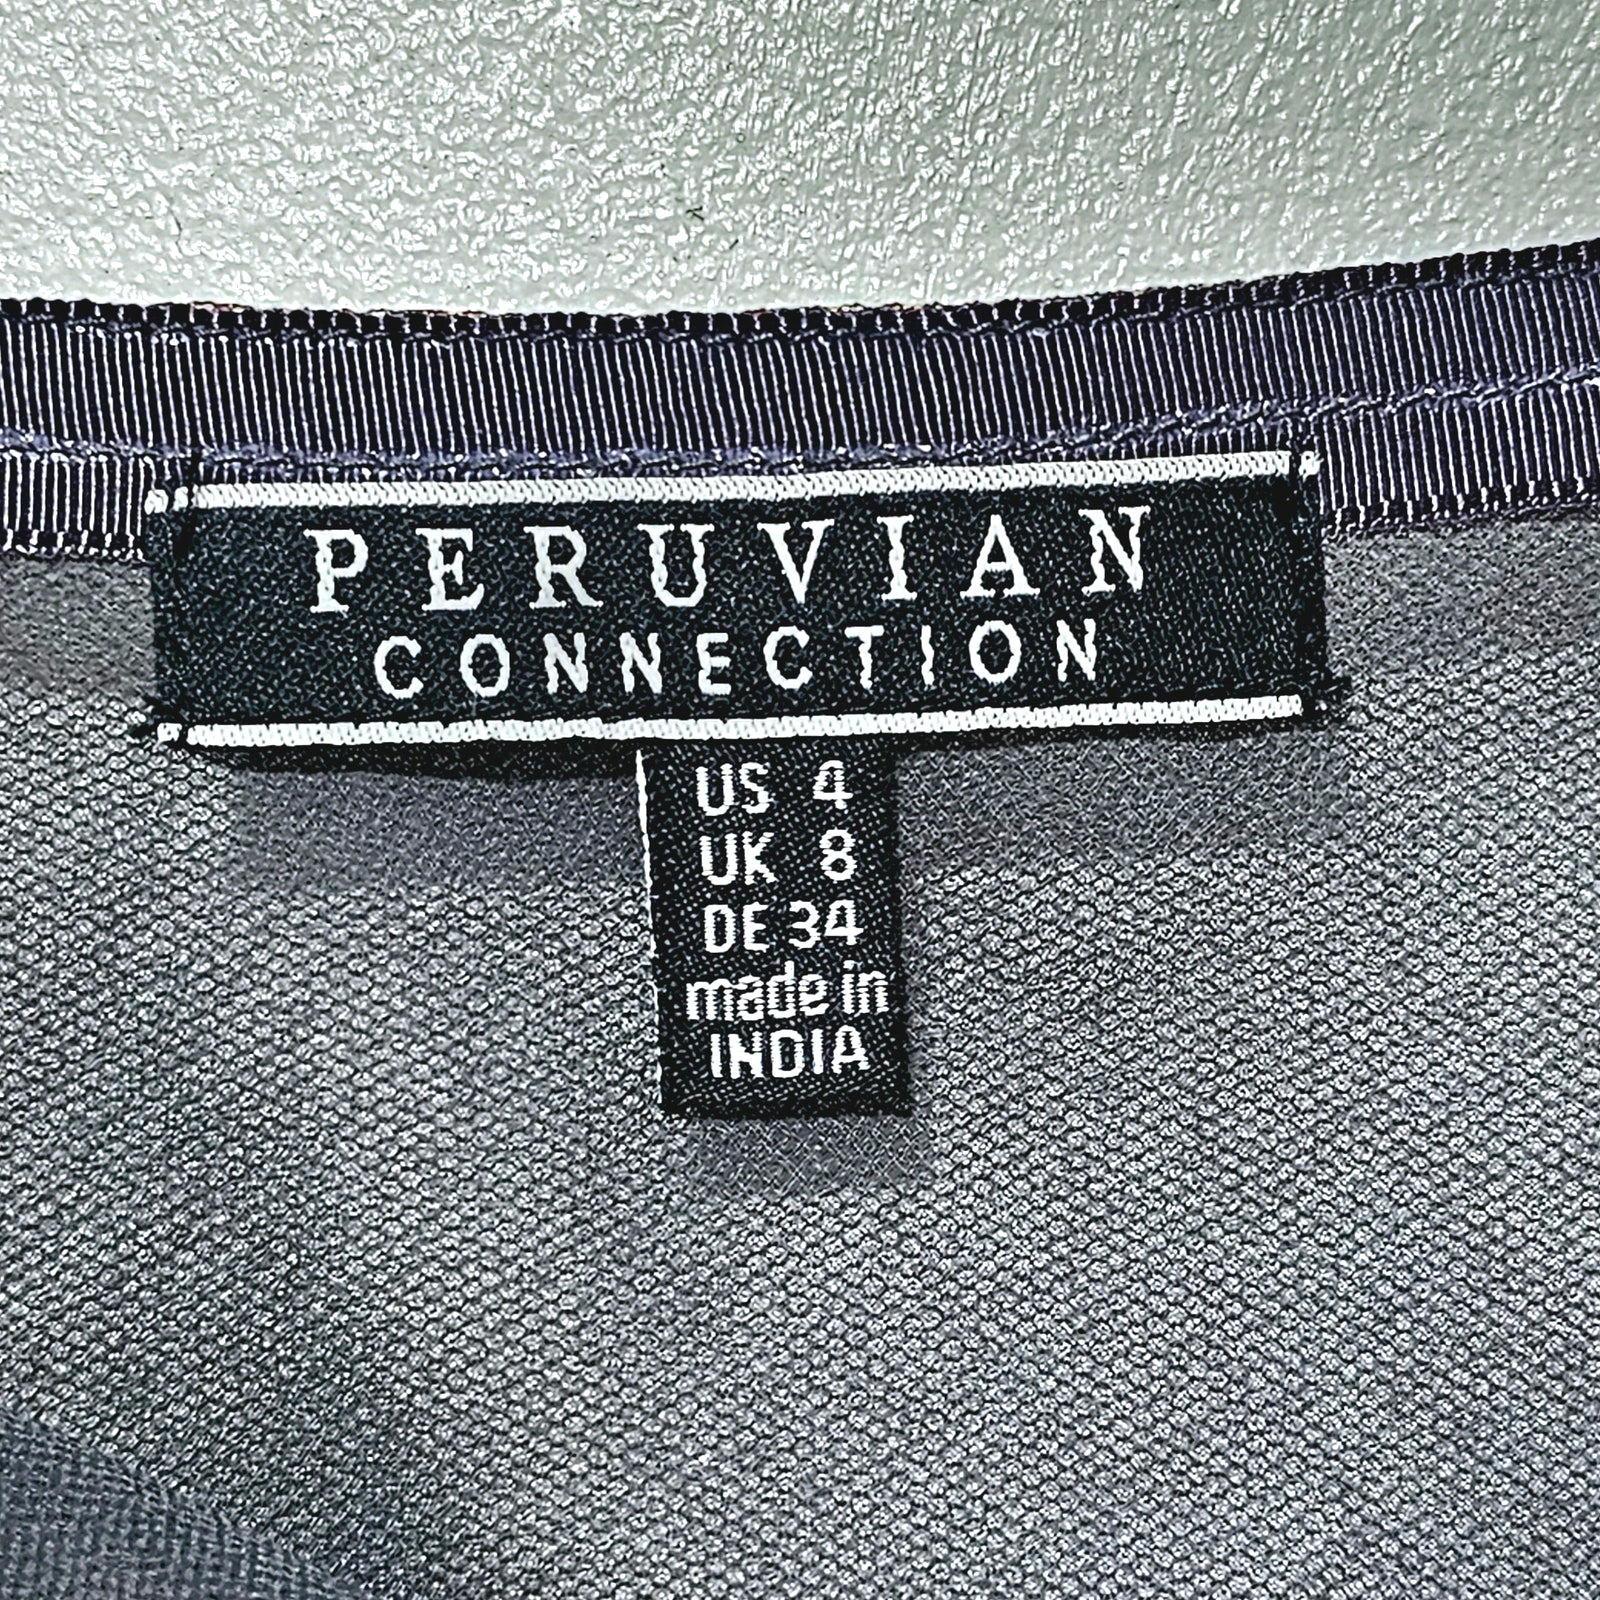 PERUVIAN
CONNECTION
US 4
UK 8
DE 34
made in
INDIA